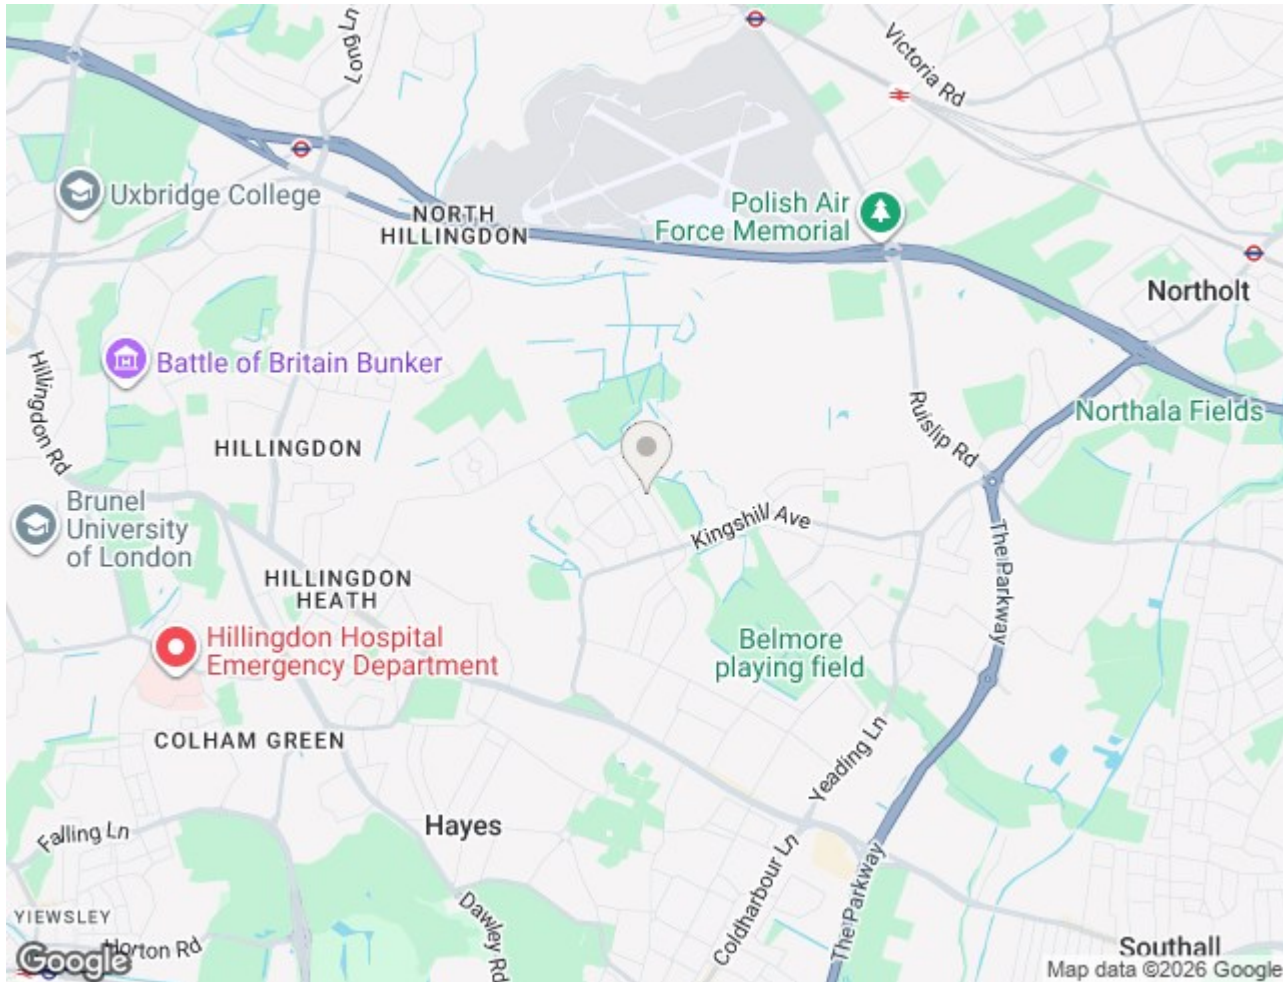 Long Ln
Victoria Rd
Uxbridge College
NORTH
HILLINGDON
Polish Air
Force Memorial
Northolt
Hillingdon Rd
Battle of Britain Bunker
Ruislip Rd
Northala Fields
HILLINGDON
Brunel
University
of London
Kingshill Ave
The Parkway
HILLINGDON
HEATH
Hillingdon Hospital
Emergency Department
Belmore
playing field
COLHAM GREEN
Yeading Ln
Falling Ln
Hayes
Coldharbour Ln
The Parkway
YIEWSLEY
Dawley Rd
Horton Rd
Southall
Google
Map data ©2026 Google